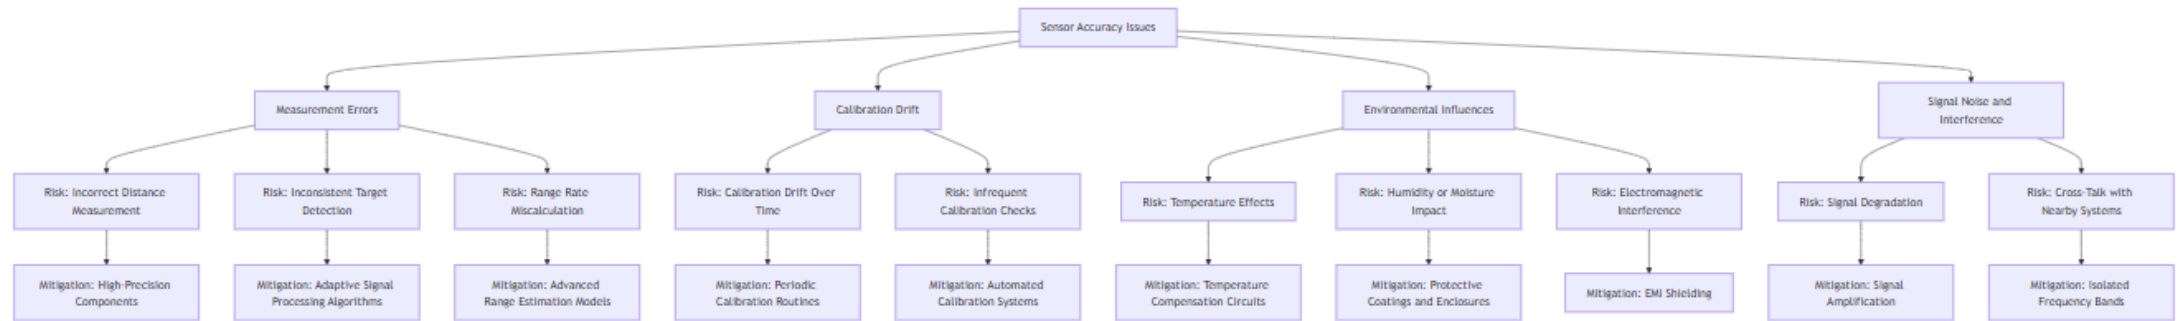 Sensor Accuracy Issues
Measurement Errors
Calibration Drift
Environmental Influences
Signal Noise and
Interference
Risk: Incorrect Distance
Measurement
Risk: Inconsistent Target
Detection
Risk: Range Rate
Miscalculation
Risk: Calibration Drift Over
Time
Risk: Infrequent
Calibration Checks
Risk: Temperature Effects
Risk: Humidity or Moisture
Impact
Risk: Electromagnetic
Interference
Risk: Signal Degradation
Risk: Cross-Talk with
Nearby Systems
Mitigation: High-Precision
Components
Mitigation: Adaptive Signal
Processing Algorithms
Mitigation: Advanced
Range Estimation Models
Mitigation: Periodic
Calibration Routines
Mitigation: Automated
Calibration Systems
Mitigation: Temperature
Compensation Circuits
Mitigation: Protective
Coatings and Enclosures
Mitigation: EMI Shielding
Mitigation: Signal
Amplification
Mitigation: Isolated
Frequency Bands